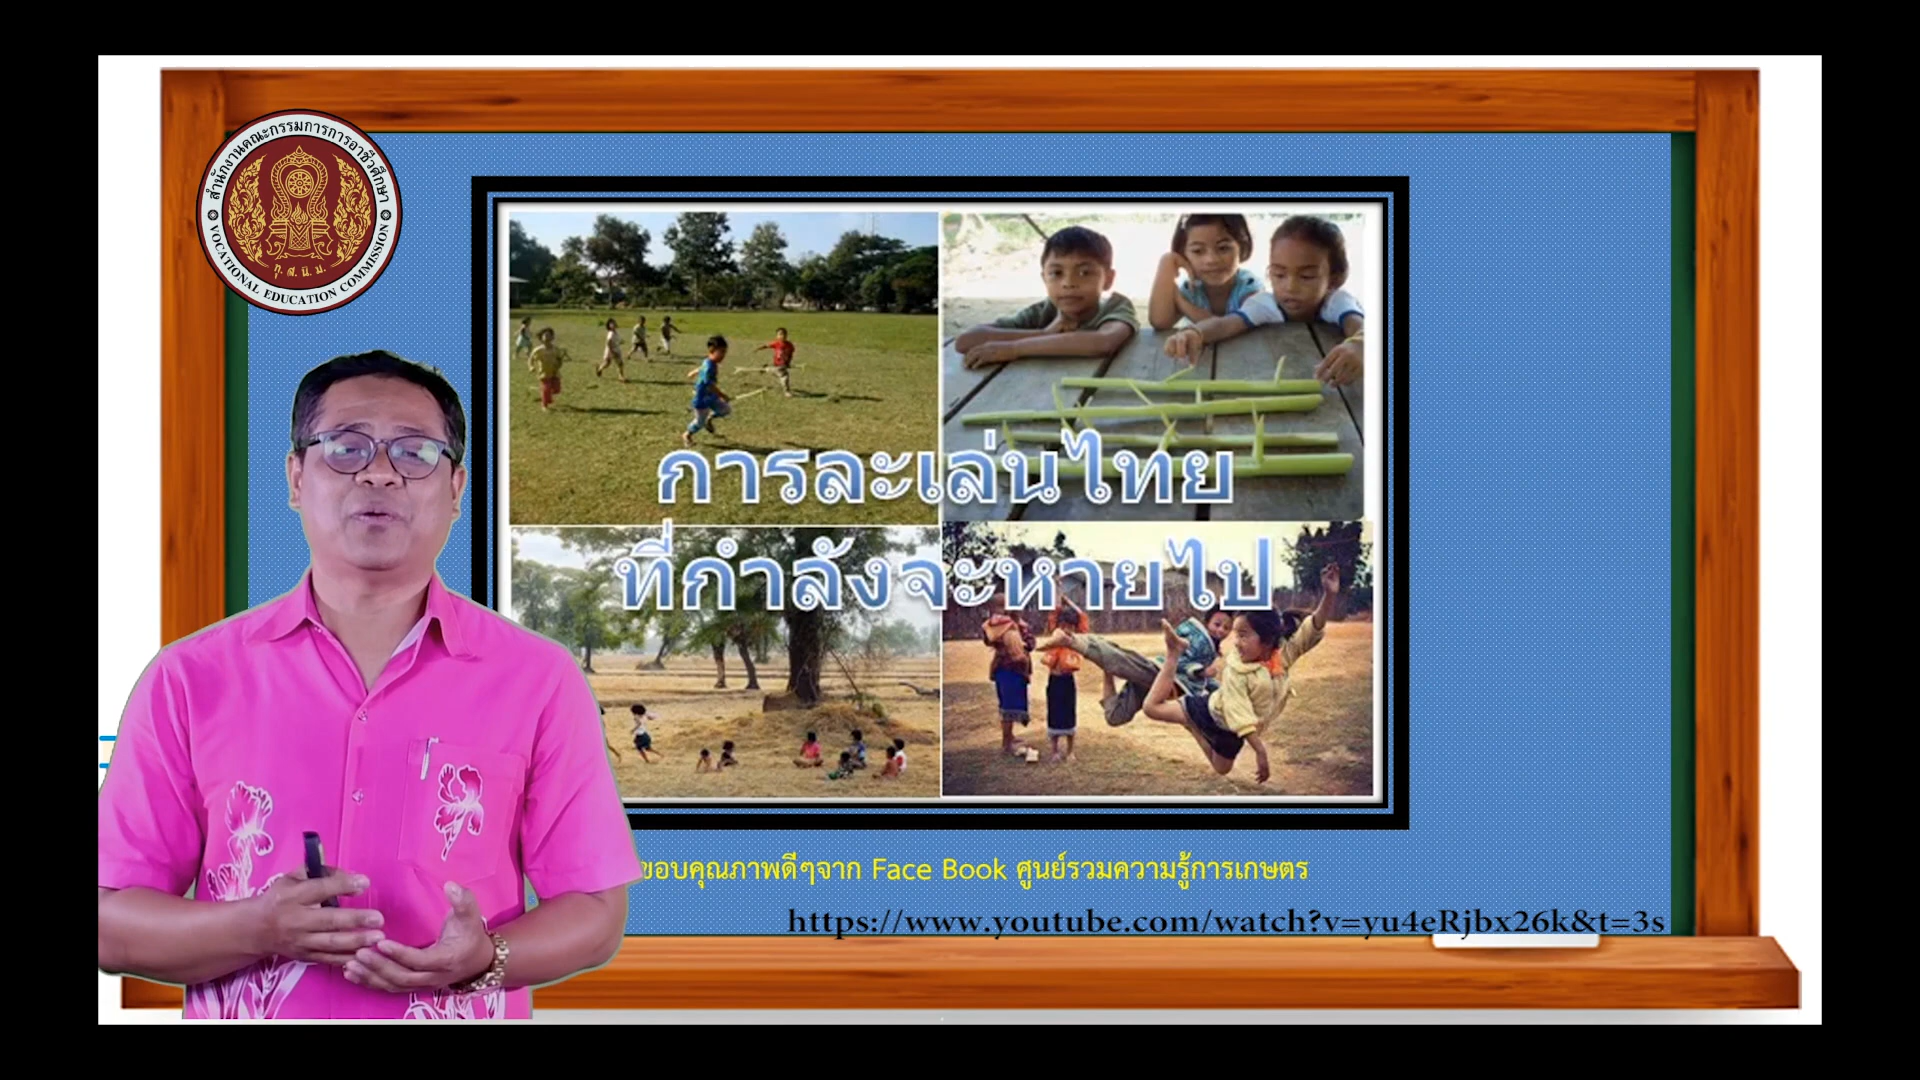 สำนักงานคณะกรรมการการอาชีวศึกษา
ทุ.ส.นิ.ม.
VOCATIONAL EDUCATION COMMISSION
การละเล่นไทย
ที่กำลังจะหายไป
ขอบคุณภาพดีๆจาก Face Book ศูนย์รวมความรู้การเกษตร
https://www.youtube.com/watch?v=yu4eRjbx26k&t=3s